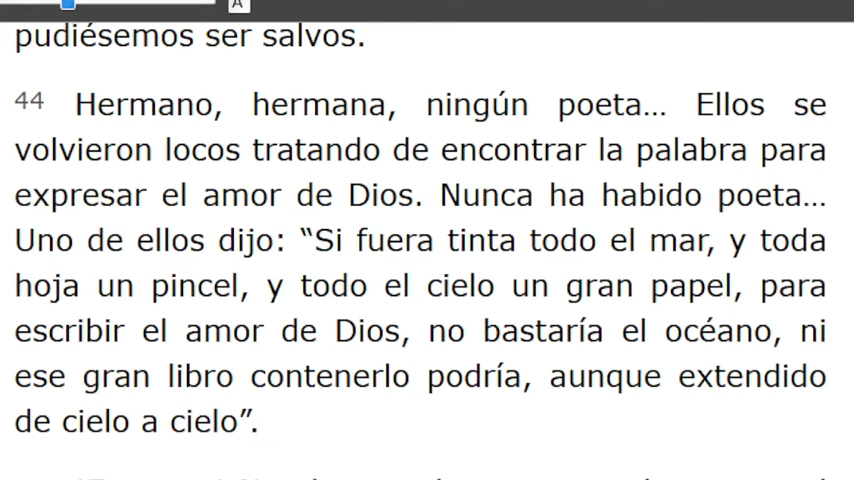 A
pudiésemos ser salvos.
44 Hermano, hermana, ningún poeta… Ellos se
volvieron locos tratando de encontrar la palabra para
expresar el amor de Dios. Nunca ha habido poeta…
Uno de ellos dijo: “Si fuera tinta todo el mar, y toda
hoja un pincel, y todo el cielo un gran papel, para
escribir el amor de Dios, no bastaría el océano, ni
ese gran libro contenerlo podría, aunque extendido
de cielo a cielo”.